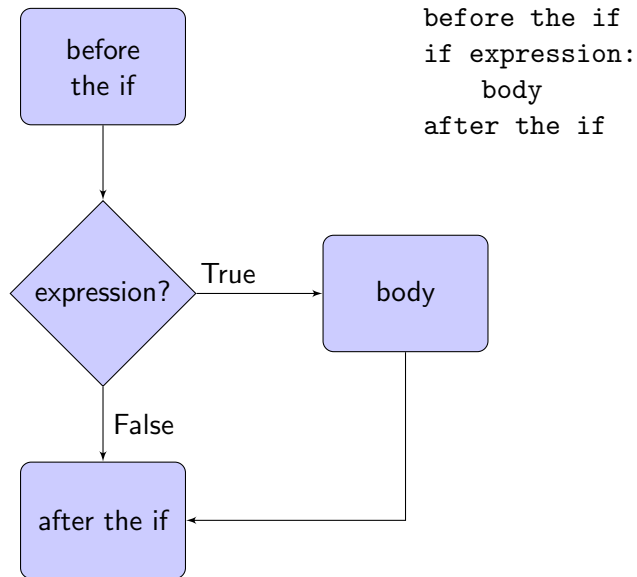 before
the if
before the if
if expression:
    body
after the if
expression?
True
body
False
after the if